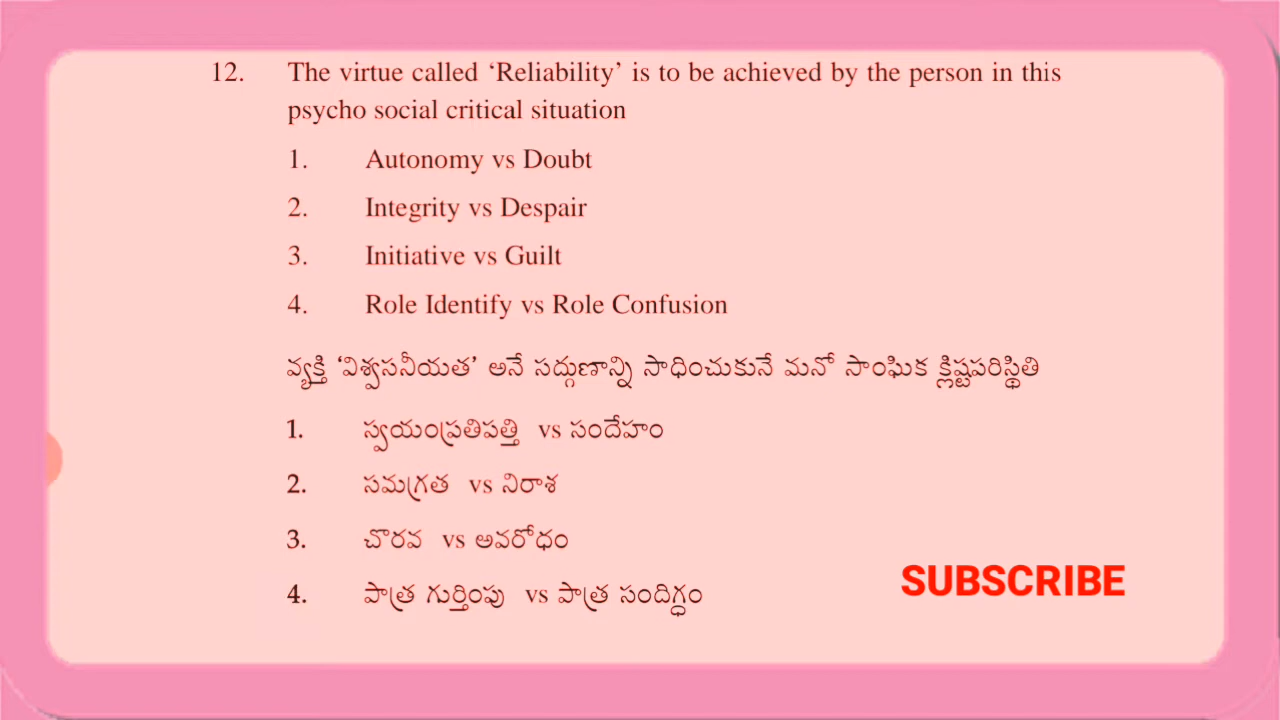 12. The virtue called ‘Reliability’ is to be achieved by the person in this
psycho social critical situation
1. Autonomy vs Doubt
2. Integrity vs Despair
3. Initiative vs Guilt
4. Role Identify vs Role Confusion
వ్యక్తి ‘విశ్వసనీయత’ అనే సద్గుణాన్ని సాధించుకునే మనో సాంఘిక క్లిష్టపరిస్థితి
1. స్వయంప్రతిపత్తి vs సందేహం
2. సమగ్రత vs నిరాశ
3. చొరవ vs అవరోధం
4. పాత్ర గుర్తింపు vs పాత్ర సందిగ్ధం
SUBSCRIBE